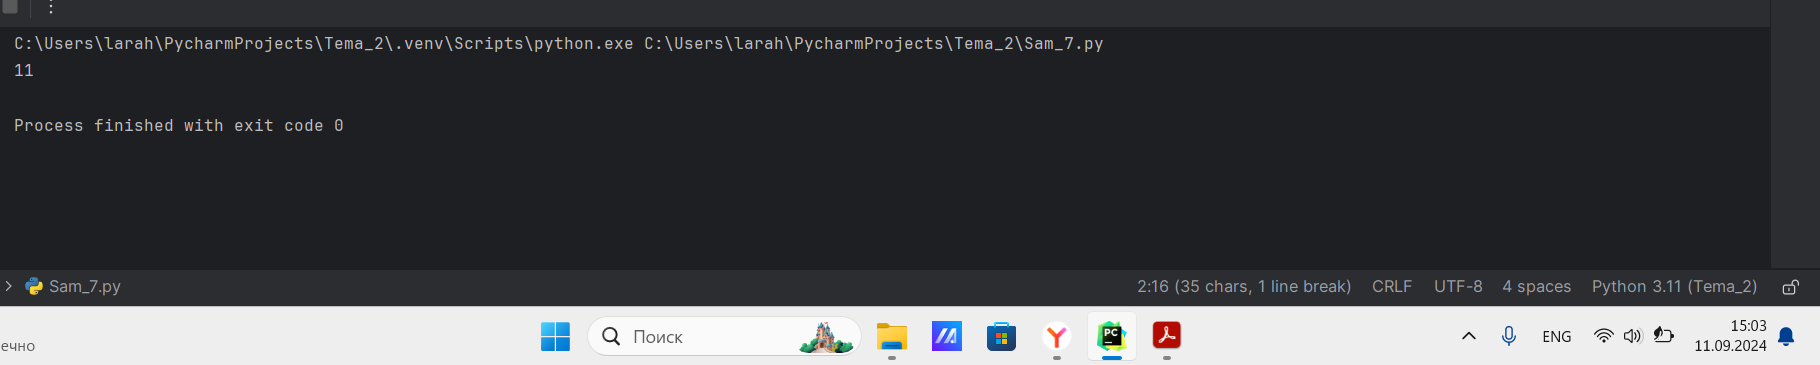 C:\Users\larah\PycharmProjects\Tema_2\.venv\Scripts\python.exe C:\Users\larah\PycharmProjects\Tema_2\Sam_7.py
11
Process finished with exit code 0
Sam_7.py
2:16 (35 chars, 1 line break) CRLF UTF-8 4 spaces Python 3.11 (Tema_2)
ечно
Поиск
PC
ENG
15:03
11.09.2024